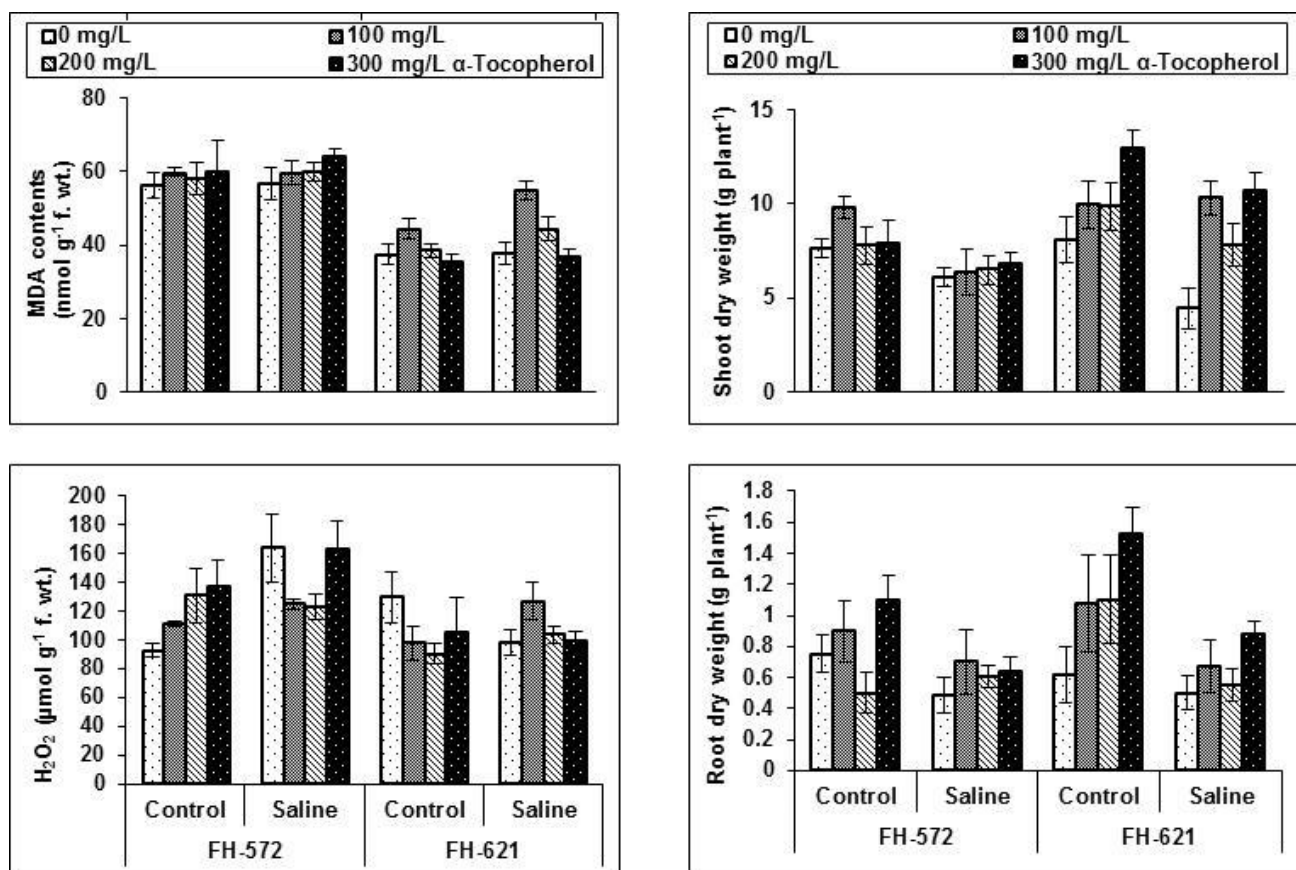 0 mg/L 100 mg/L
200 mg/L 300 mg/L α-Tocopherol
MDA contents
(nmol g-1 f. wt.)
80
60
40
20
0
0 mg/L 100 mg/L
200 mg/L 300 mg/L α-Tocopherol
Shoot dry weight (g plant-1)
15
10
5
0
H2O2 (µmol g-1 f. wt.)
200
180
160
140
120
100
80
60
40
20
0
Control Saline Control Saline
FH-572 FH-621
Root dry weight (g plant-1)
1.8
1.6
1.4
1.2
1
0.8
0.6
0.4
0.2
0
Control Saline Control Saline
FH-572 FH-621